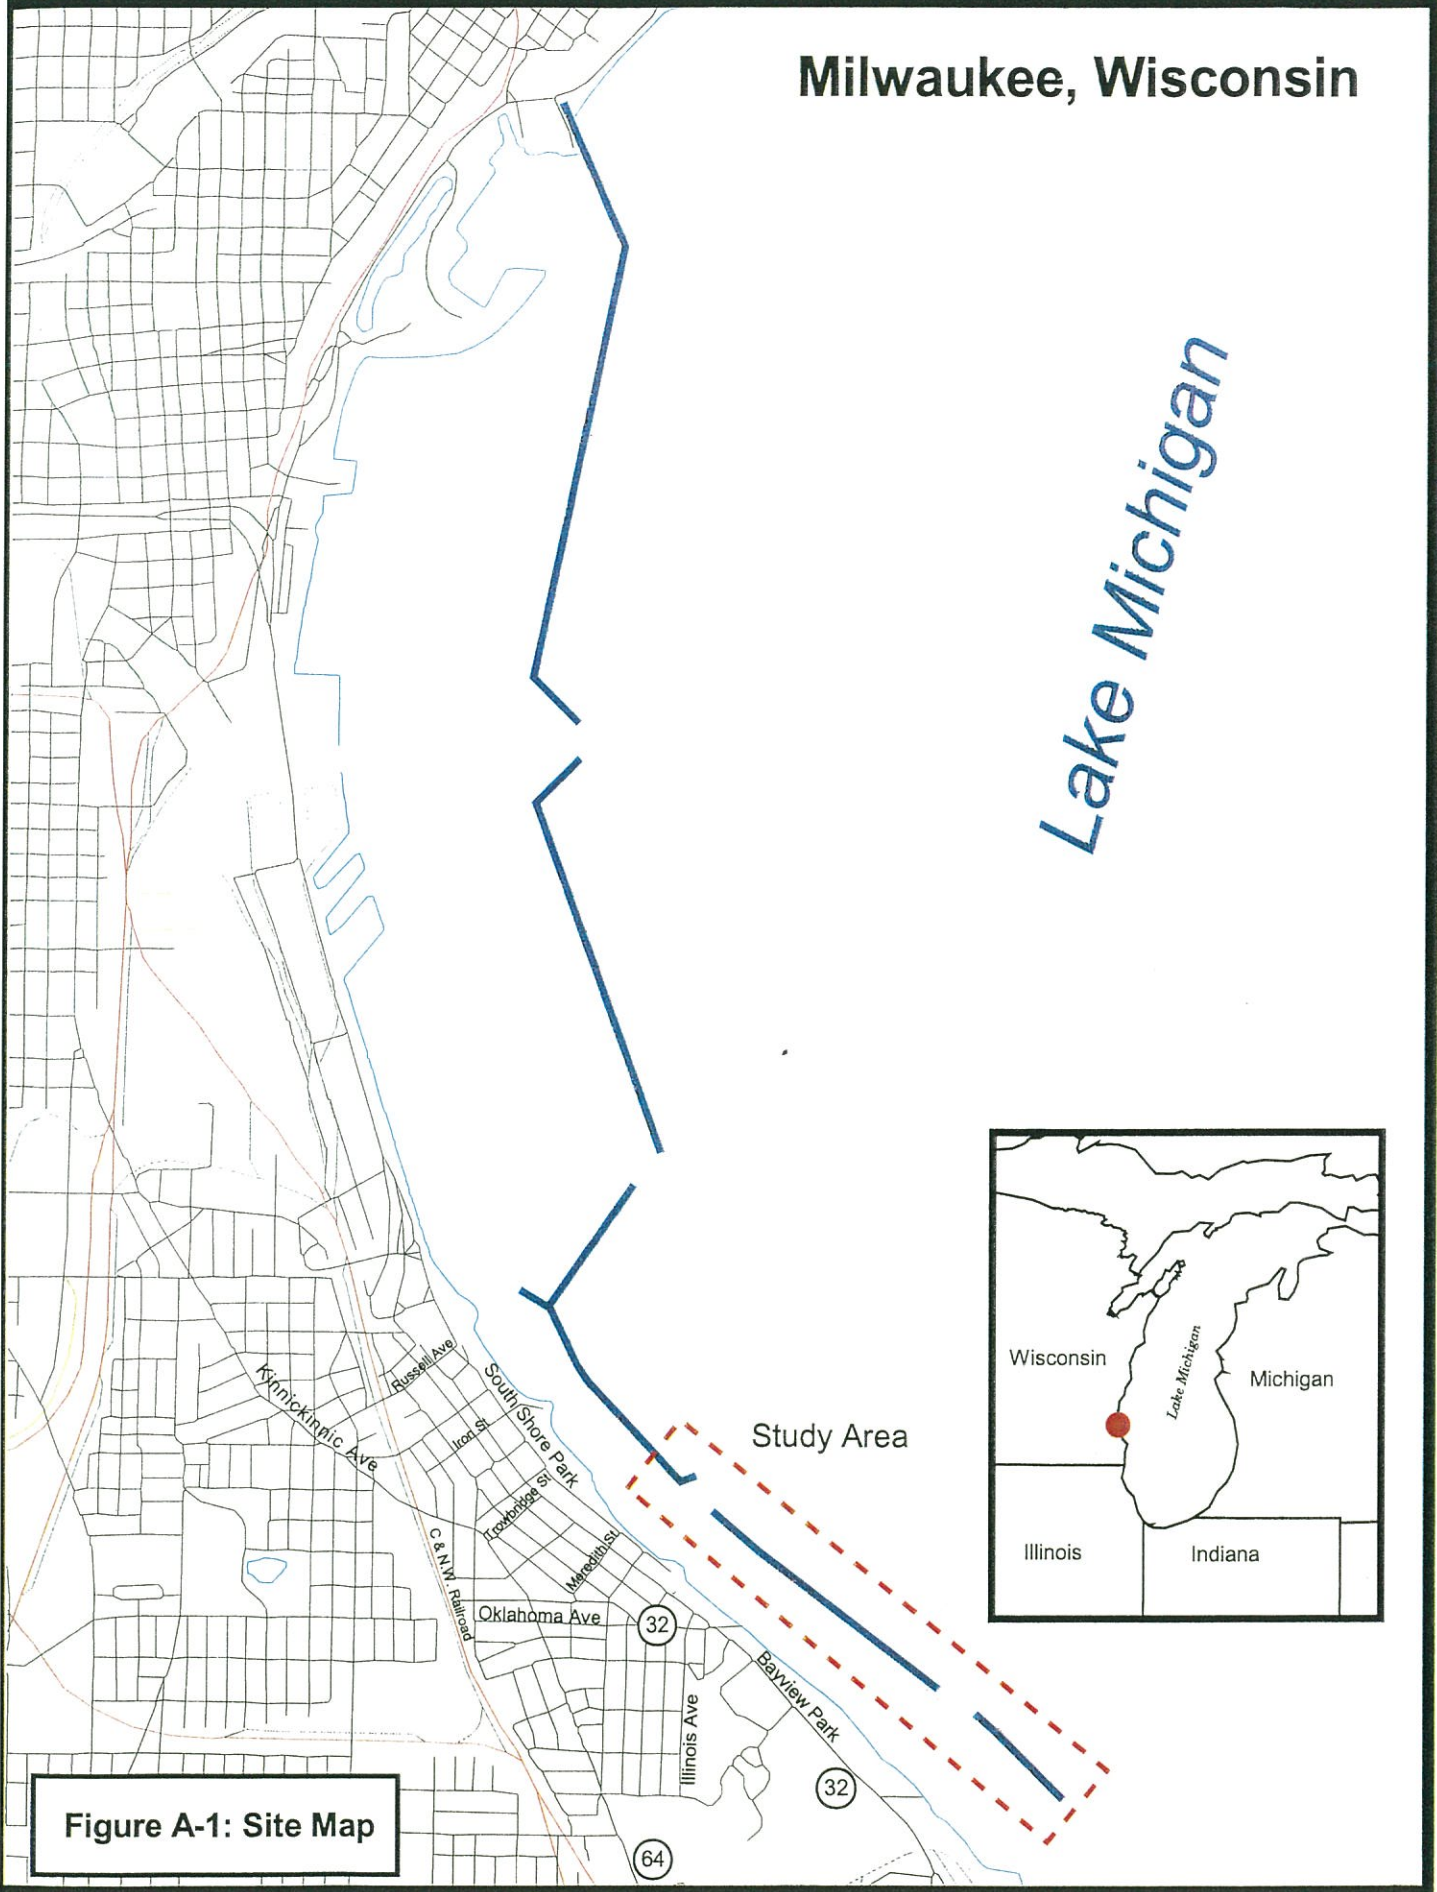 Milwaukee, Wisconsin
Lake Michigan
Study Area
Wisconsin
Lake Michigan
Michigan
Illinois
Indiana
Russell Ave
Kinnickinnic Ave
South Shore Park
Iron St
Trowbridge St
Meredith St
C & N.W. Railroad
Oklahoma Ave
32
Bayview Park
Illinois Ave
32
64
Figure A-1: Site Map